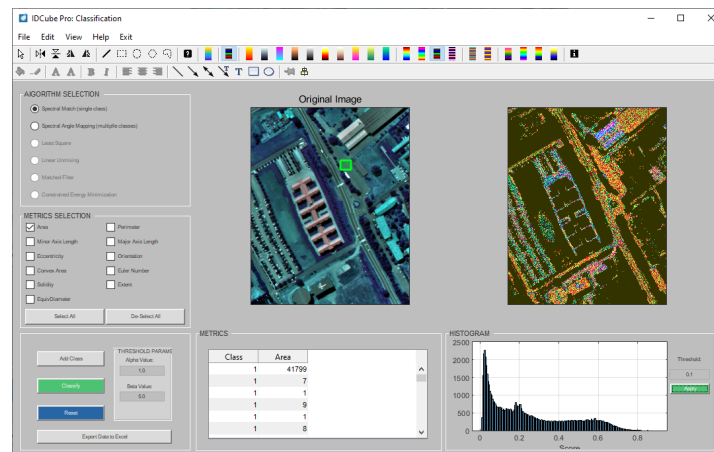 IDCube Pro: Classification
File Edit View Help Exit
AlGORITHM SELECTION
Spectral Match (single class)
Spectral Angle Mapping (multiplle classes)
Least Square
Linear Unmixing
Matched Filter
Constrained Energy Minimization
METRICS SELECTION
Area Perimeter
Minor Axis Length Major Axis Length
Eccentricity Orientation
Convex Area Euler Number
Solidity Extent
EquivDiameter
Select All De-Select All
Add Class
Classify
Reset
Export Data to Excel
THRESHOLD PARAMS
Alpha Value:
1.0
Beta Value:
5.0
Original Image
METRICS
Class Area
1 41799
1 7
1 1
1 9
1 1
1 8
HISTOGRAM
2500
2000
1500
1000
500
0
0 0.2 0.4 0.6 0.8
Score
Threshold:
0.1
Apply